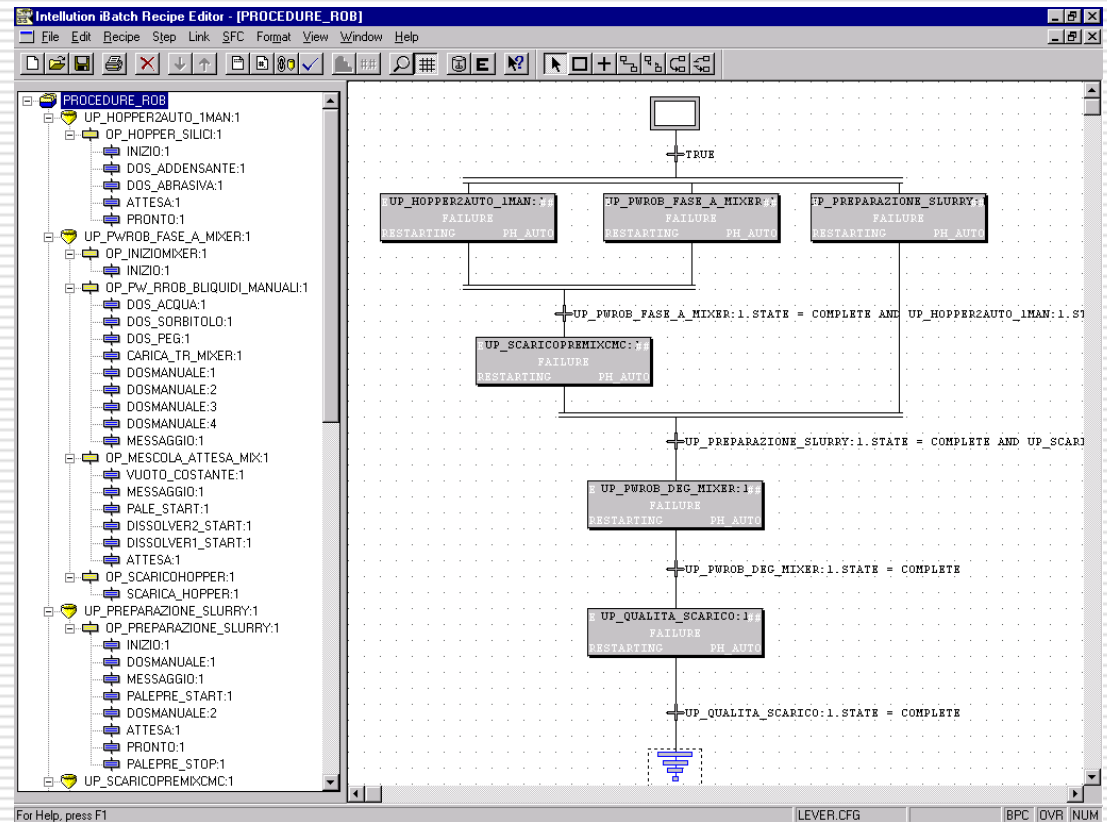 Intellution iBatch Recipe Editor - [PROCEDURE_ROB]
File Edit Recipe Step Link SFC Format View Window Help
E
PROCEDURE_ROB
UP_HOPPER2AUTO_1MAN:1
OP_HOPPER_SILICI:1
INIZIO:1
DOS_ADDENSANTE:1
DOS_ABRASIVA:1
ATTESA:1
PRONTO:1
UP_PWROB_FASE_A_MIXER:1
OP_INIZIOMIXER:1
INIZIO:1
OP_PW_RROB_BLIQUIDI_MANUALI:1
DOS_ACQUA:1
DOS_SORBITOLO:1
DOS_PEG:1
CARICA_TR_MIXER:1
DOSMANUALE:1
DOSMANUALE:2
DOSMANUALE:3
DOSMANUALE:4
MESSAGGIO:1
OP_MESCOLA_ATTESA_MIX:1
VUOTO_COSTANTE:1
MESSAGGIO:1
PALE_START:1
DISSOLVER2_START:1
DISSOLVER1_START:1
ATTESA:1
OP_SCARICOHOPPER:1
SCARICA_HOPPER:1
UP_PREPARAZIONE_SLURRY:1
OP_PREPARAZIONE_SLURRY:1
INIZIO:1
DOSMANUALE:1
MESSAGGIO:1
PALEPRE_START:1
DOSMANUALE:2
ATTESA:1
PRONTO:1
PALEPRE_STOP:1
UP_SCARICOPREMIXCMC:1
TRUE
UP_HOPPER2AUTO_1MAN:
FAILURE
RESTARTING PH_AUTO
UP_PWROB_FASE_A_MIXER
FAILURE
RESTARTING PH_AUTO
UP_PREPARAZIONE_SLURRY:
FAILURE
RESTARTING PH_AUTO
UP_PWROB_FASE_A_MIXER:1.STATE = COMPLETE AND UP_HOPPER2AUTO_1MAN:1.ST
UP_SCARICOPREMIXCMC:
FAILURE
RESTARTING PH_AUTO
UP_PREPARAZIONE_SLURRY:1.STATE = COMPLETE AND UP_SCARI
E UP_PWROB_DEG_MIXER:1##
FAILURE
RESTARTING PH_AUTO
UP_PWROB_DEG_MIXER:1.STATE = COMPLETE
E UP_QUALITA_SCARICO:1##
FAILURE
RESTARTING PH_AUTO
UP_QUALITA_SCARICO:1.STATE = COMPLETE
For Help, press F1 LEVER.CFG BPC OVR NUM